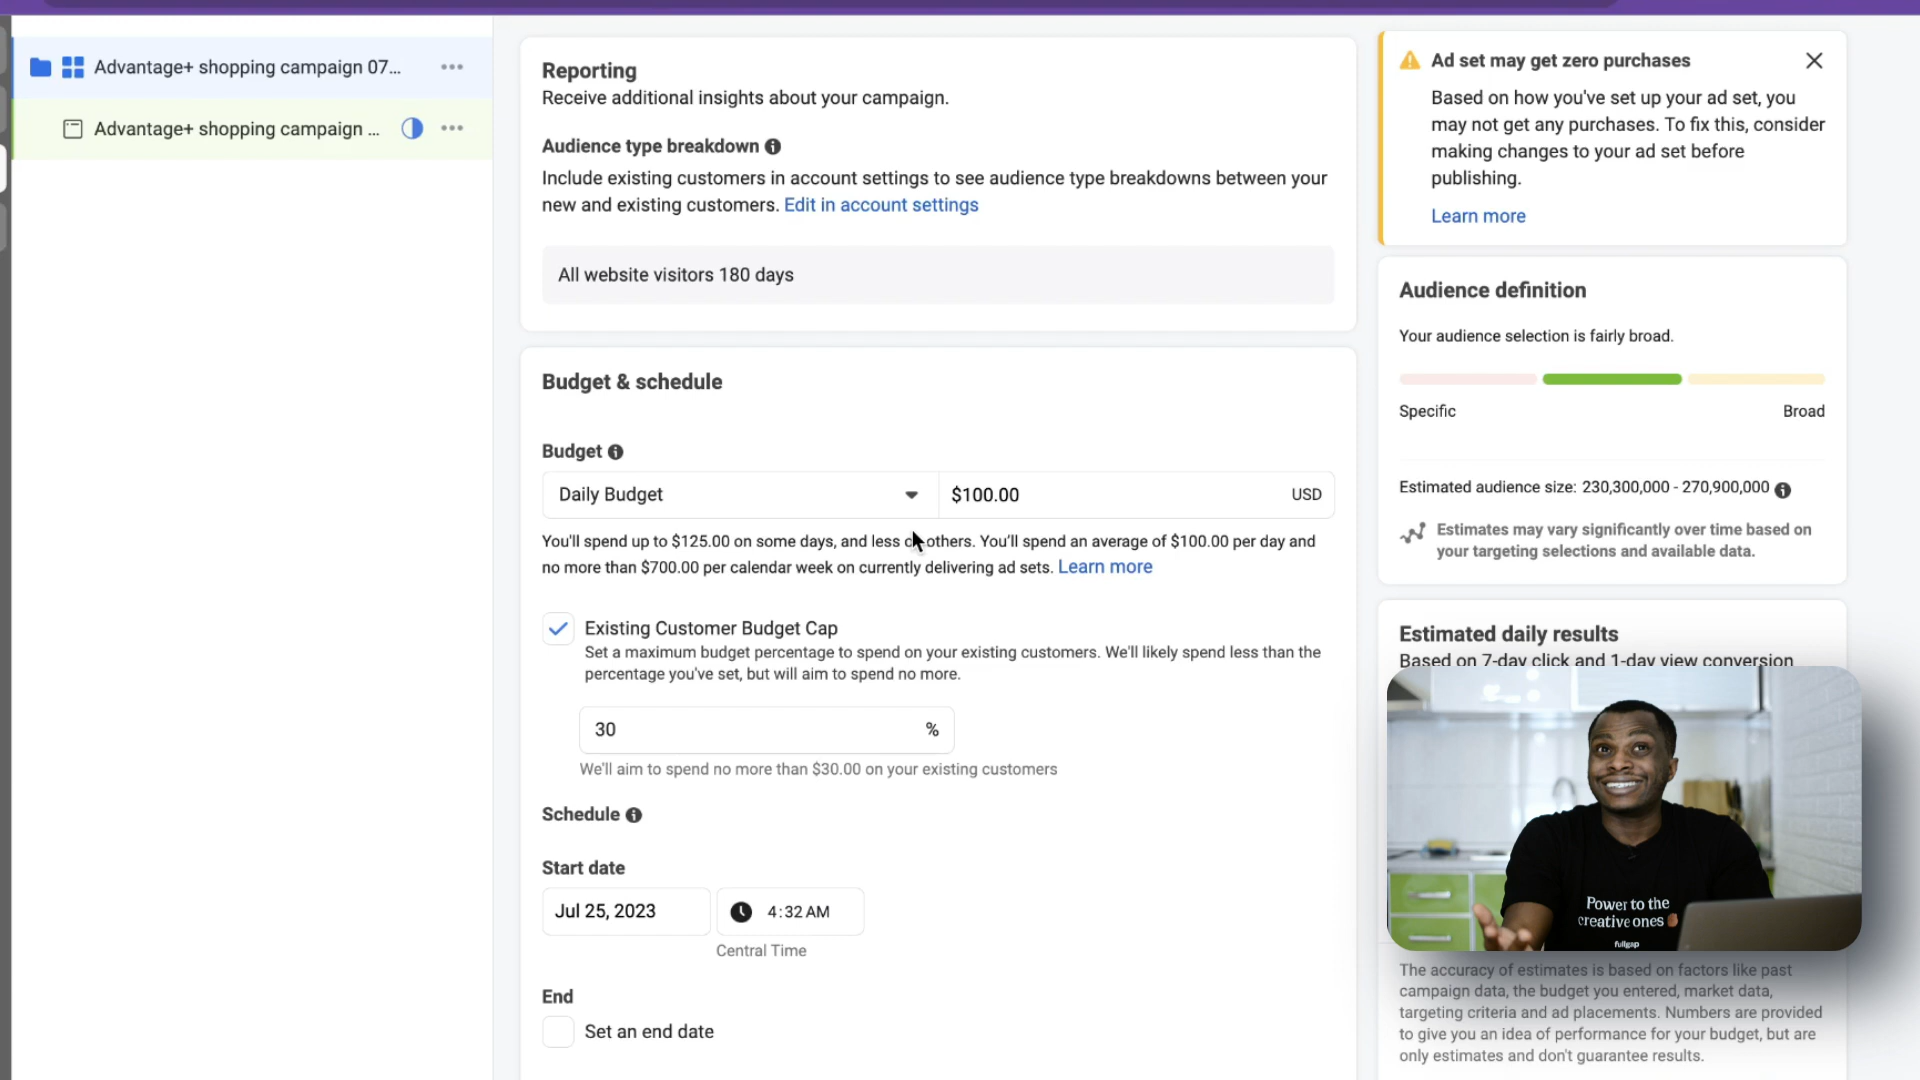 Advantage+ shopping campaign 07...
Advantage+ shopping campaign ...
Reporting
Receive additional insights about your campaign.
Audience type breakdown
Include existing customers in account settings to see audience type breakdowns between your
new and existing customers. Edit in account settings
All website visitors 180 days
Budget & schedule
Budget
Daily Budget
$100.00
USD
You'll spend up to $125.00 on some days, and less o others. You'll spend an average of $100.00 per day and
no more than $700.00 per calendar week on currently delivering ad sets. Learn more
Existing Customer Budget Cap
Set a maximum budget percentage to spend on your existing customers. We'll likely spend less than the
percentage you've set, but will aim to spend no more.
30
%
We'll aim to spend no more than $30.00 on your existing customers
Schedule
Start date
Jul 25, 2023
4:32 AM
Central Time
End
Set an end date
Ad set may get zero purchases
Based on how you've set up your ad set, you
may not get any purchases. To fix this, consider
making changes to your ad set before
publishing.
Learn more
Audience definition
Your audience selection is fairly broad.
Specific
Broad
Estimated audience size: 230,300,000 - 270,900,000
Estimates may vary significantly over time based on
your targeting selections and available data.
Estimated daily results
Based on 7-day click and 1-day view conversion
Power to the
creative ones
fullgap
The accuracy of estimates is based on factors like past
campaign data, the budget you entered, market data,
targeting criteria and ad placements. Numbers are provided
to give you an idea of performance for your budget, but are
only estimates and don't guarantee results.